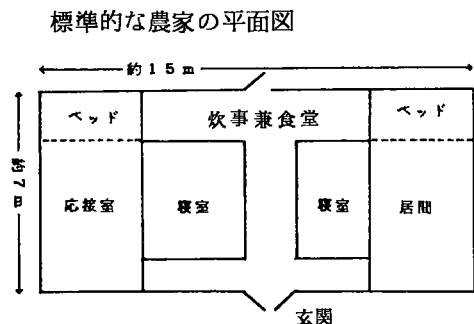 標準的な農家の平面図
約15m
ベッド
炊事兼食堂
ベッド
約7m
応接室
寝室
寝室
居間
玄関